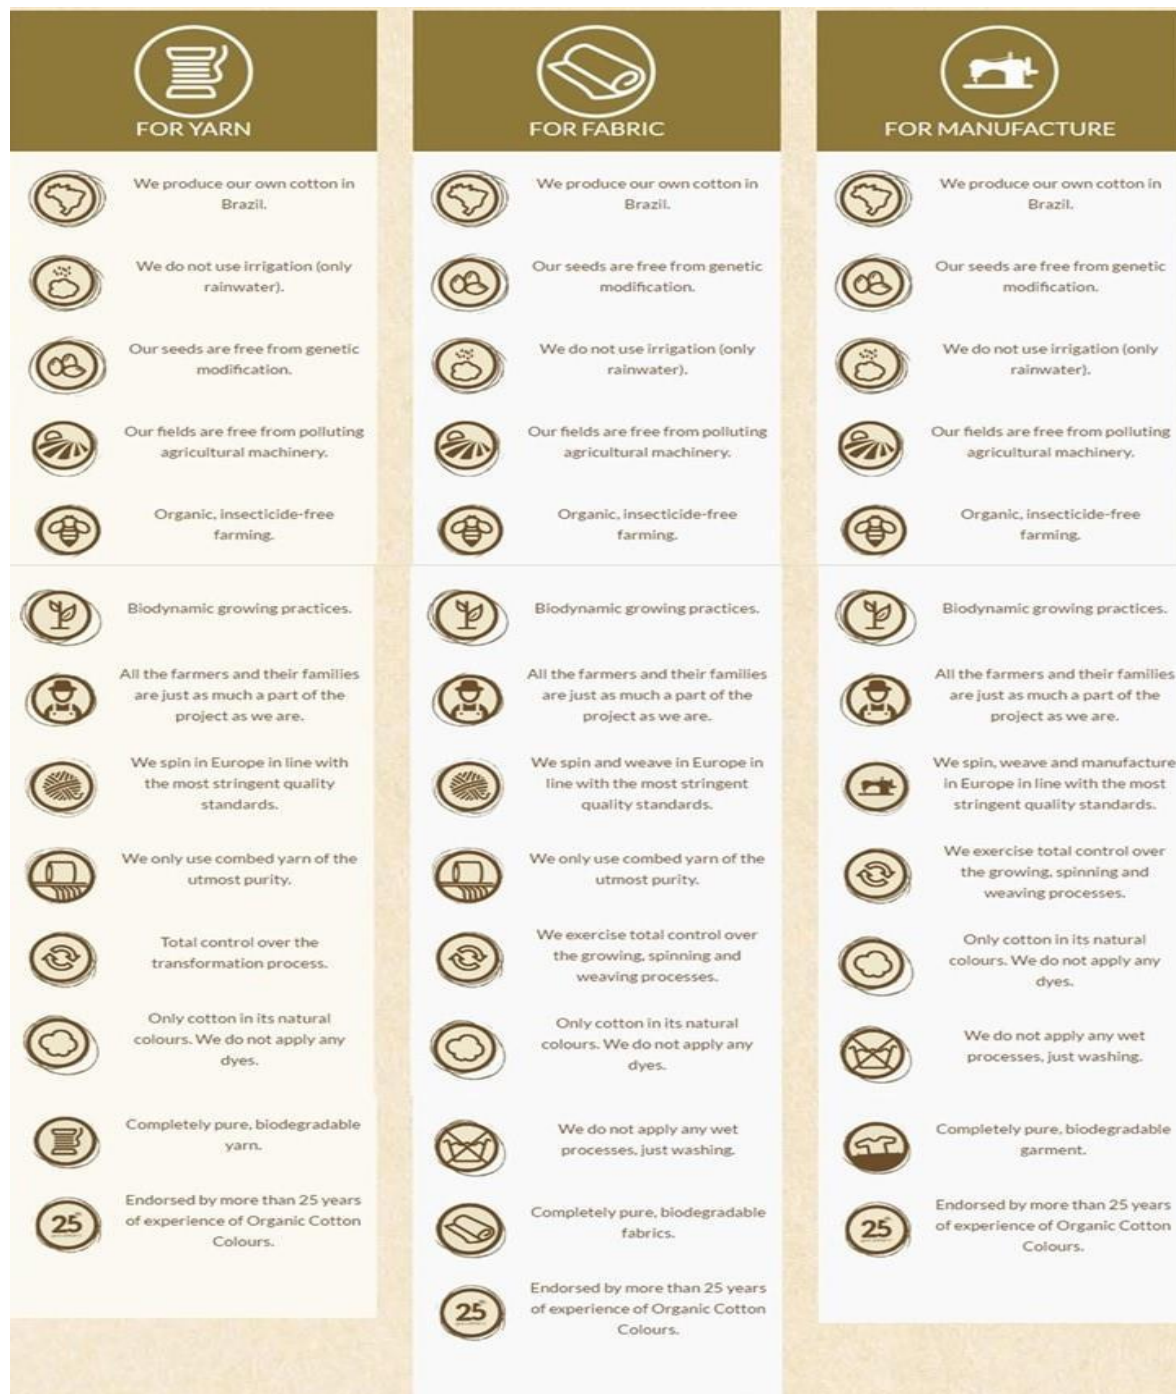 FOR YARN
We produce our own cotton in
Brazil.
We do not use irrigation (only
rainwater).
Our seeds are free from genetic
modification.
Our fields are free from polluting
agricultural machinery.
Organic, insecticide-free
farming.
Biodynamic growing practices.
All the farmers and their families
are just as much a part of the
project as we are.
We spin in Europe in line with
the most stringent quality
standards.
We only use combed yarn of the
utmost purity.
Total control over the
transformation process.
Only cotton in its natural
colours. We do not apply any
dyes.
Completely pure, biodegradable
yarn.
25
Endorsed by more than 25 years
of experience of Organic Cotton
Colours.
FOR FABRIC
We produce our own cotton in
Brazil.
Our seeds are free from genetic
modification.
We do not use irrigation (only
rainwater).
Our fields are free from polluting
agricultural machinery.
Organic, insecticide-free
farming.
Biodynamic growing practices.
All the farmers and their families
are just as much a part of the
project as we are.
We spin and weave in Europe in
line with the most stringent
quality standards.
We only use combed yarn of the
utmost purity.
We exercise total control over
the growing, spinning and
weaving processes.
Only cotton in its natural
colours. We do not apply any
dyes.
We do not apply any wet
processes, just washing.
Completely pure, biodegradable
fabrics.
25
Endorsed by more than 25 years
of experience of Organic Cotton
Colours.
FOR MANUFACTURE
We produce our own cotton in
Brazil.
Our seeds are free from genetic
modification.
We do not use irrigation (only
rainwater).
Our fields are free from polluting
agricultural machinery.
Organic, insecticide-free
farming.
Biodynamic growing practices.
All the farmers and their families
are just as much a part of the
project as we are.
We spin, weave and manufacture
in Europe in line with the most
stringent quality standards.
We exercise total control over
the growing, spinning and
weaving processes.
Only cotton in its natural
colours. We do not apply any
dyes.
We do not apply any wet
processes, just washing.
Completely pure, biodegradable
garment.
25
Endorsed by more than 25 years
of experience of Organic Cotton
Colours.